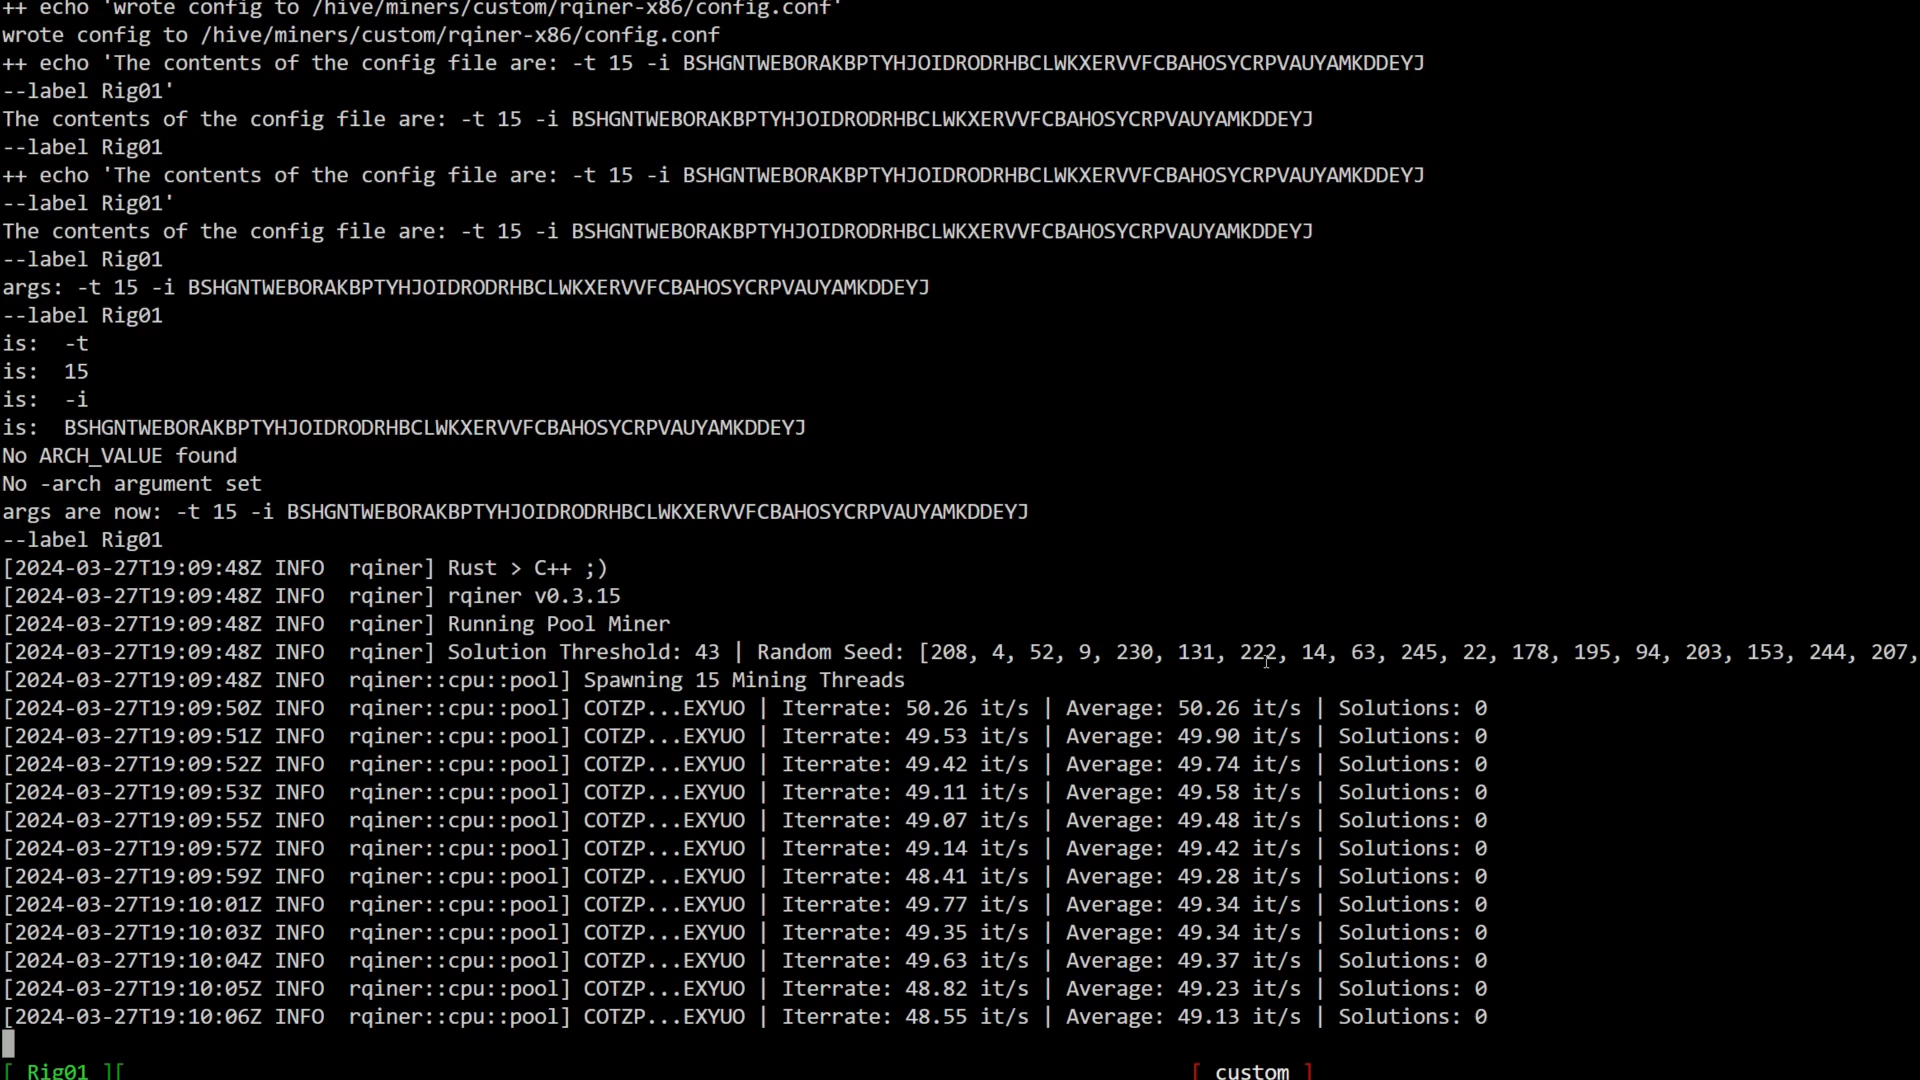 ++ echo 'wrote config to /hive/miners/custom/rqiner-x86/config.conf'
wrote config to /hive/miners/custom/rqiner-x86/config.conf
++ echo 'The contents of the config file are: -t 15 -i BSHGNTWEBORAKBPTYHJOIDRODRHBCLWKXERVVFCBAHOSYCRPVAUYAMKDDEYJ
--label Rig01'
The contents of the config file are: -t 15 -i BSHGNTWEBORAKBPTYHJOIDRODRHBCLWKXERVVFCBAHOSYCRPVAUYAMKDDEYJ
--label Rig01
++ echo 'The contents of the config file are: -t 15 -i BSHGNTWEBORAKBPTYHJOIDRODRHBCLWKXERVVFCBAHOSYCRPVAUYAMKDDEYJ
--label Rig01'
The contents of the config file are: -t 15 -i BSHGNTWEBORAKBPTYHJOIDRODRHBCLWKXERVVFCBAHOSYCRPVAUYAMKDDEYJ
--label Rig01
args: -t 15 -i BSHGNTWEBORAKBPTYHJOIDRODRHBCLWKXERVVFCBAHOSYCRPVAUYAMKDDEYJ
--label Rig01
is:  -t
is:  15
is:  -i
is:  BSHGNTWEBORAKBPTYHJOIDRODRHBCLWKXERVVFCBAHOSYCRPVAUYAMKDDEYJ
No ARCH_VALUE found
No -arch argument set
args are now: -t 15 -i BSHGNTWEBORAKBPTYHJOIDRODRHBCLWKXERVVFCBAHOSYCRPVAUYAMKDDEYJ
--label Rig01
[2024-03-27T19:09:48Z INFO  rqiner] Rust > C++ ;)
[2024-03-27T19:09:48Z INFO  rqiner] rqiner v0.3.15
[2024-03-27T19:09:48Z INFO  rqiner] Running Pool Miner
[2024-03-27T19:09:48Z INFO  rqiner] Solution Threshold: 43 | Random Seed: [208, 4, 52, 9, 230, 131, 222, 14, 63, 245, 22, 178, 195, 94, 203, 153, 244, 207,
[2024-03-27T19:09:48Z INFO  rqiner::cpu::pool] Spawning 15 Mining Threads
[2024-03-27T19:09:50Z INFO  rqiner::cpu::pool] COTZP...EXYUO | Iterrate: 50.26 it/s | Average: 50.26 it/s | Solutions: 0
[2024-03-27T19:09:51Z INFO  rqiner::cpu::pool] COTZP...EXYUO | Iterrate: 49.53 it/s | Average: 49.90 it/s | Solutions: 0
[2024-03-27T19:09:52Z INFO  rqiner::cpu::pool] COTZP...EXYUO | Iterrate: 49.42 it/s | Average: 49.74 it/s | Solutions: 0
[2024-03-27T19:09:53Z INFO  rqiner::cpu::pool] COTZP...EXYUO | Iterrate: 49.11 it/s | Average: 49.58 it/s | Solutions: 0
[2024-03-27T19:09:55Z INFO  rqiner::cpu::pool] COTZP...EXYUO | Iterrate: 49.07 it/s | Average: 49.48 it/s | Solutions: 0
[2024-03-27T19:09:57Z INFO  rqiner::cpu::pool] COTZP...EXYUO | Iterrate: 49.14 it/s | Average: 49.42 it/s | Solutions: 0
[2024-03-27T19:09:59Z INFO  rqiner::cpu::pool] COTZP...EXYUO | Iterrate: 48.41 it/s | Average: 49.28 it/s | Solutions: 0
[2024-03-27T19:10:01Z INFO  rqiner::cpu::pool] COTZP...EXYUO | Iterrate: 49.77 it/s | Average: 49.34 it/s | Solutions: 0
[2024-03-27T19:10:03Z INFO  rqiner::cpu::pool] COTZP...EXYUO | Iterrate: 49.35 it/s | Average: 49.34 it/s | Solutions: 0
[2024-03-27T19:10:04Z INFO  rqiner::cpu::pool] COTZP...EXYUO | Iterrate: 49.63 it/s | Average: 49.37 it/s | Solutions: 0
[2024-03-27T19:10:05Z INFO  rqiner::cpu::pool] COTZP...EXYUO | Iterrate: 48.82 it/s | Average: 49.23 it/s | Solutions: 0
[2024-03-27T19:10:06Z INFO  rqiner::cpu::pool] COTZP...EXYUO | Iterrate: 48.55 it/s | Average: 49.13 it/s | Solutions: 0
[ Rig01 ][ [ custom ]